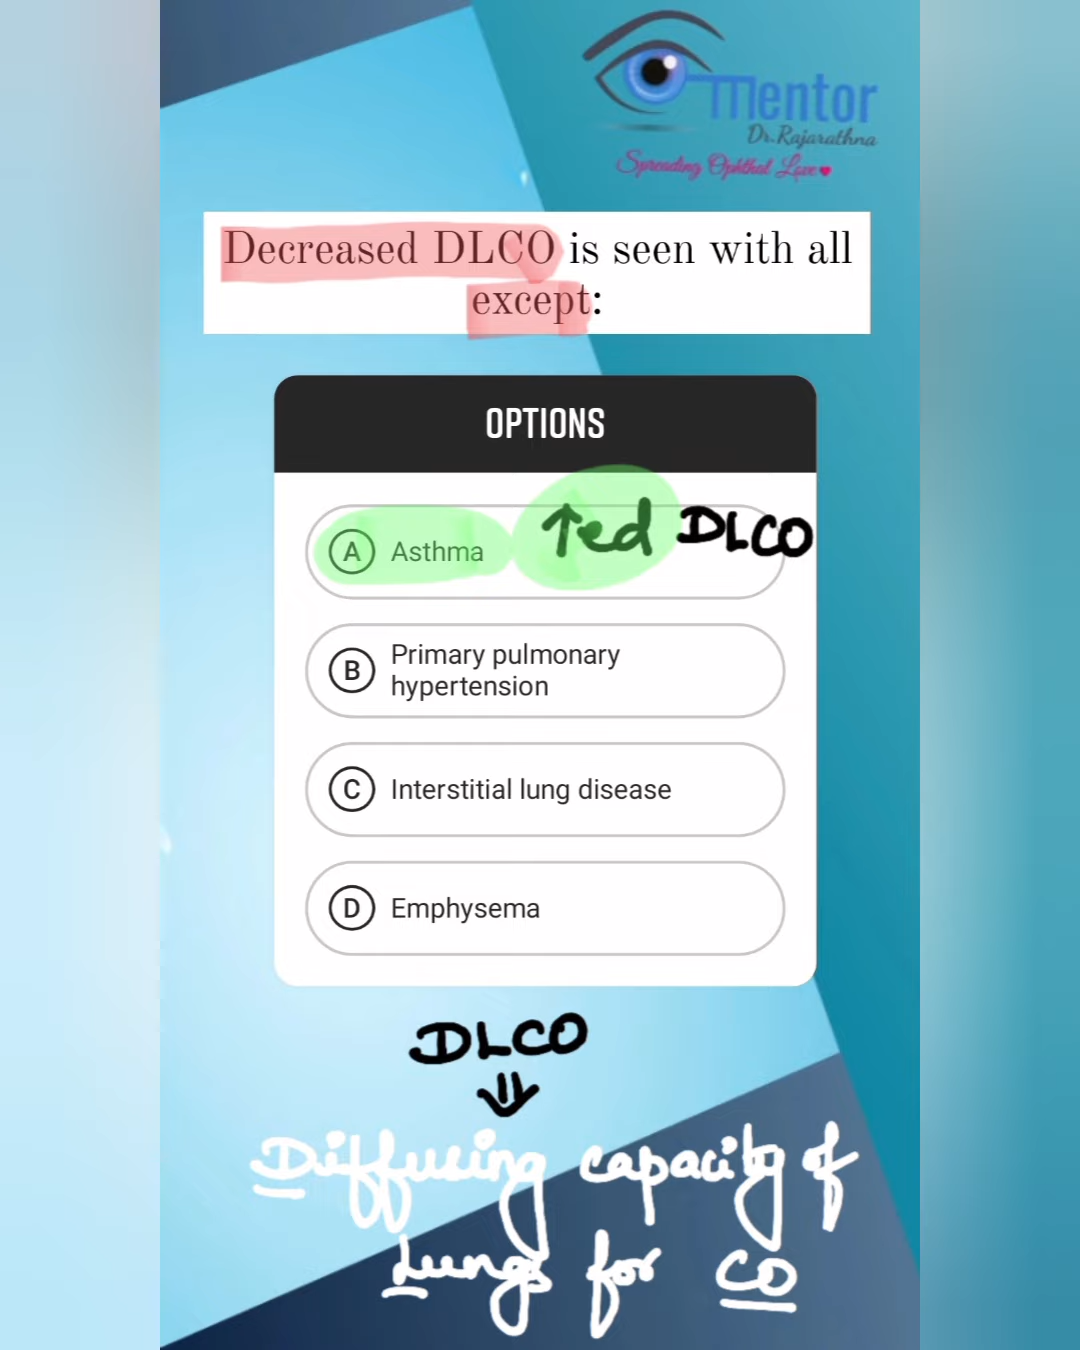 mentor
Dr.Rajarathna
Spreading Ophthal Love
Decreased DLCO is seen with all
except:
OPTIONS
A Asthma ↑ed DLCO
B Primary pulmonary
hypertension
C Interstitial lung disease
D Emphysema
DLCO
⇓
Diffusing capacity of
Lungs for CO